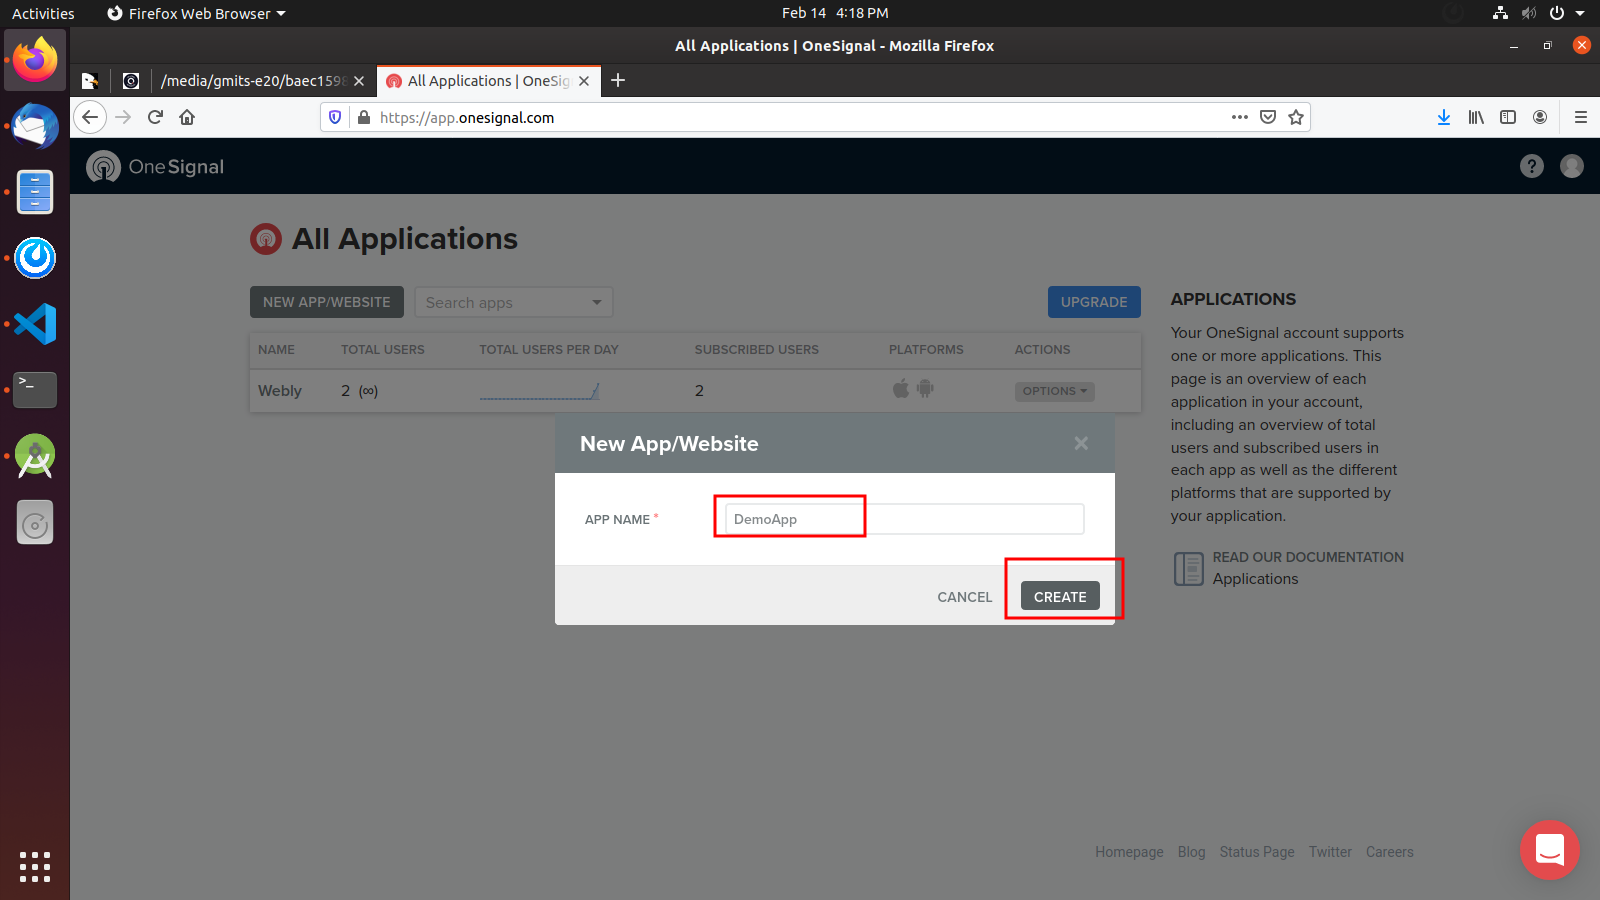 Activities
Firefox Web Browser
Feb 14 4:18 PM
All Applications | OneSignal - Mozilla Firefox
/media/gmits-e20/baec1598
All Applications | OneSig
https://app.onesignal.com
OneSignal
?
All Applications
NEW APP/WEBSITE
Search apps
UPGRADE
NAME TOTAL USERS TOTAL USERS PER DAY SUBSCRIBED USERS PLATFORMS ACTIONS
Webly 2 (∞) 2 OPTIONS
New App/Website
APP NAME *
DemoApp
CANCEL
CREATE
APPLICATIONS
Your OneSignal account supports
one or more applications. This
page is an overview of each
application in your account,
including an overview of total
users and subscribed users in
each app as well as the different
platforms that are supported by
your application.
READ OUR DOCUMENTATION
Applications
Homepage Blog Status Page Twitter Careers